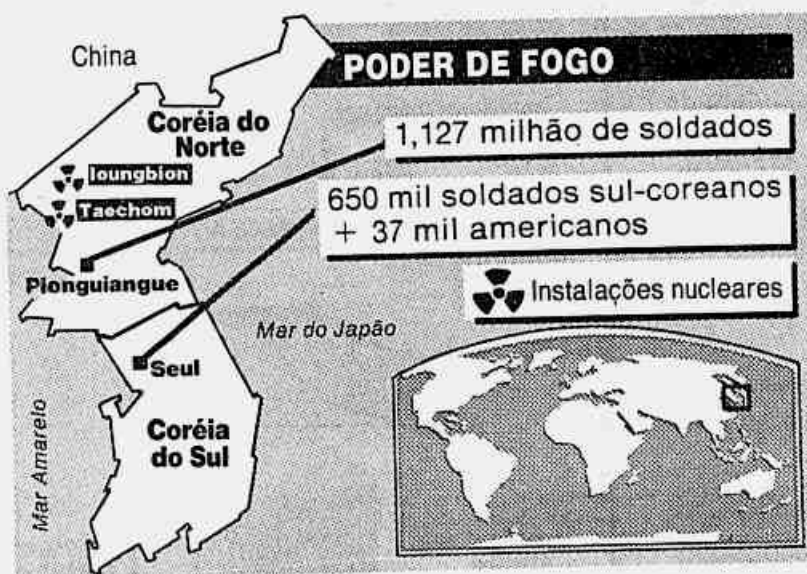 PODER DE FOGO
China
Coréia do
Norte
Ioungbion
Taechom
Pionguiangue
1,127 milhão de soldados
650 mil soldados sul-coreanos
+ 37 mil americanos
Instalações nucleares
Mar do Japão
Seul
Mar Amarelo
Coréia
do Sul